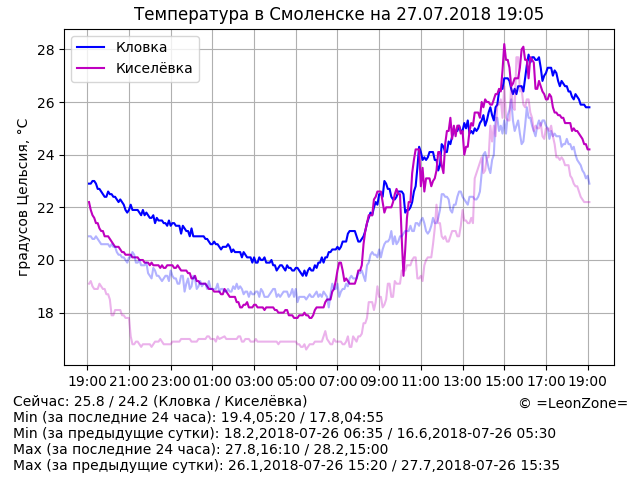 Температура в Смоленске на 27.07.2018 19:05
Кловка
Киселёвка
градусов Цельсия, °C
28
26
24
22
20
18
19:00 21:00 23:00 01:00 03:00 05:00 07:00 09:00 11:00 13:00 15:00 17:00 19:00
Сейчас: 25.8 / 24.2 (Кловка / Киселёвка)
© =LeonZone=
Min (за последние 24 часа): 19.4,05:20 / 17.8,04:55
Min (за предыдущие сутки): 18.2,2018-07-26 06:35 / 16.6,2018-07-26 05:30
Max (за последние 24 часа): 27.8,16:10 / 28.2,15:00
Max (за предыдущие сутки): 26.1,2018-07-26 15:20 / 27.7,2018-07-26 15:35